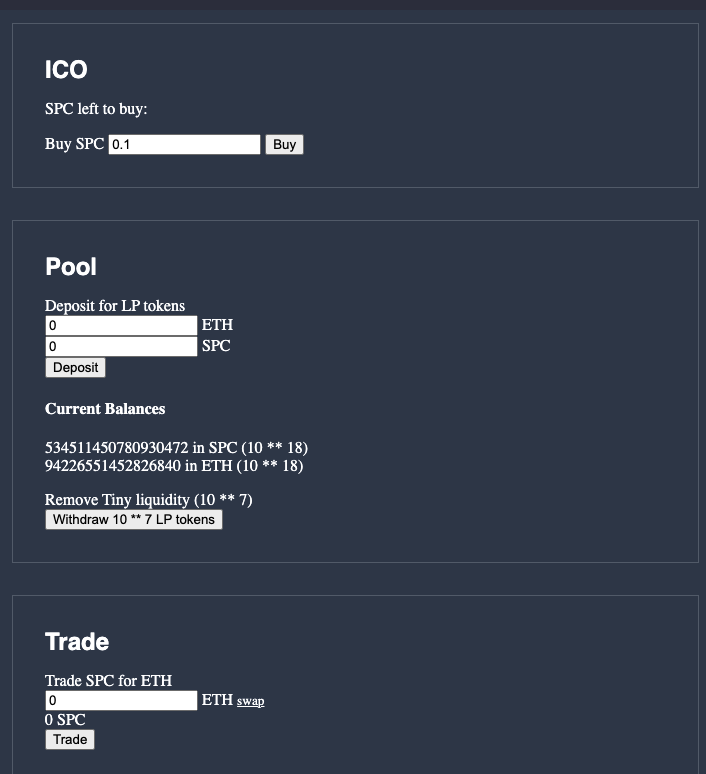 ICO
SPC left to buy:
Buy SPC 0.1 Buy
Pool
Deposit for LP tokens
0 ETH
0 SPC
Deposit
Current Balances
534511450780930472 in SPC (10 ** 18)
94226551452826840 in ETH (10 ** 18)
Remove Tiny liquidity (10 ** 7)
Withdraw 10 ** 7 LP tokens
Trade
Trade SPC for ETH
0 ETH swap
0 SPC
Trade